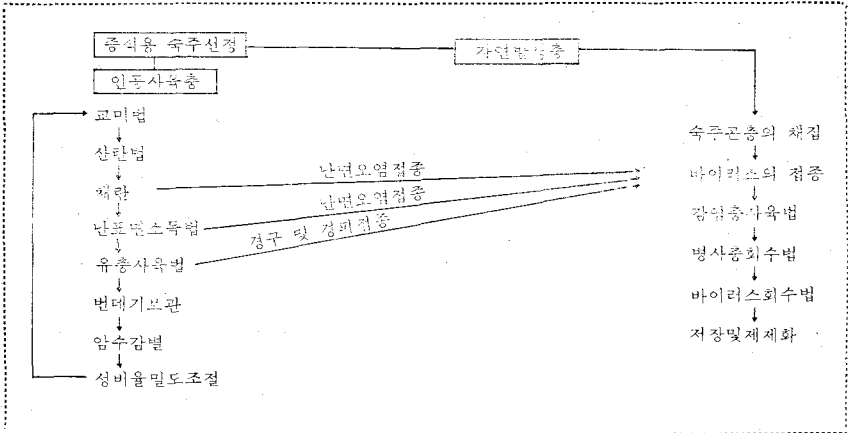 증식용 숙주선정
자연발생충
인공사육충
교미법
산란법
채란
난표면소독법
유충사육법
번데기보관
암수감별
성비율밀도조절
난면오염접종
난면오염접종
경구 및 경피접종
숙주곤충의 채집
바이러스의 접종
감염충사육법
병사충회수법
바이러스회수법
저장및제제화